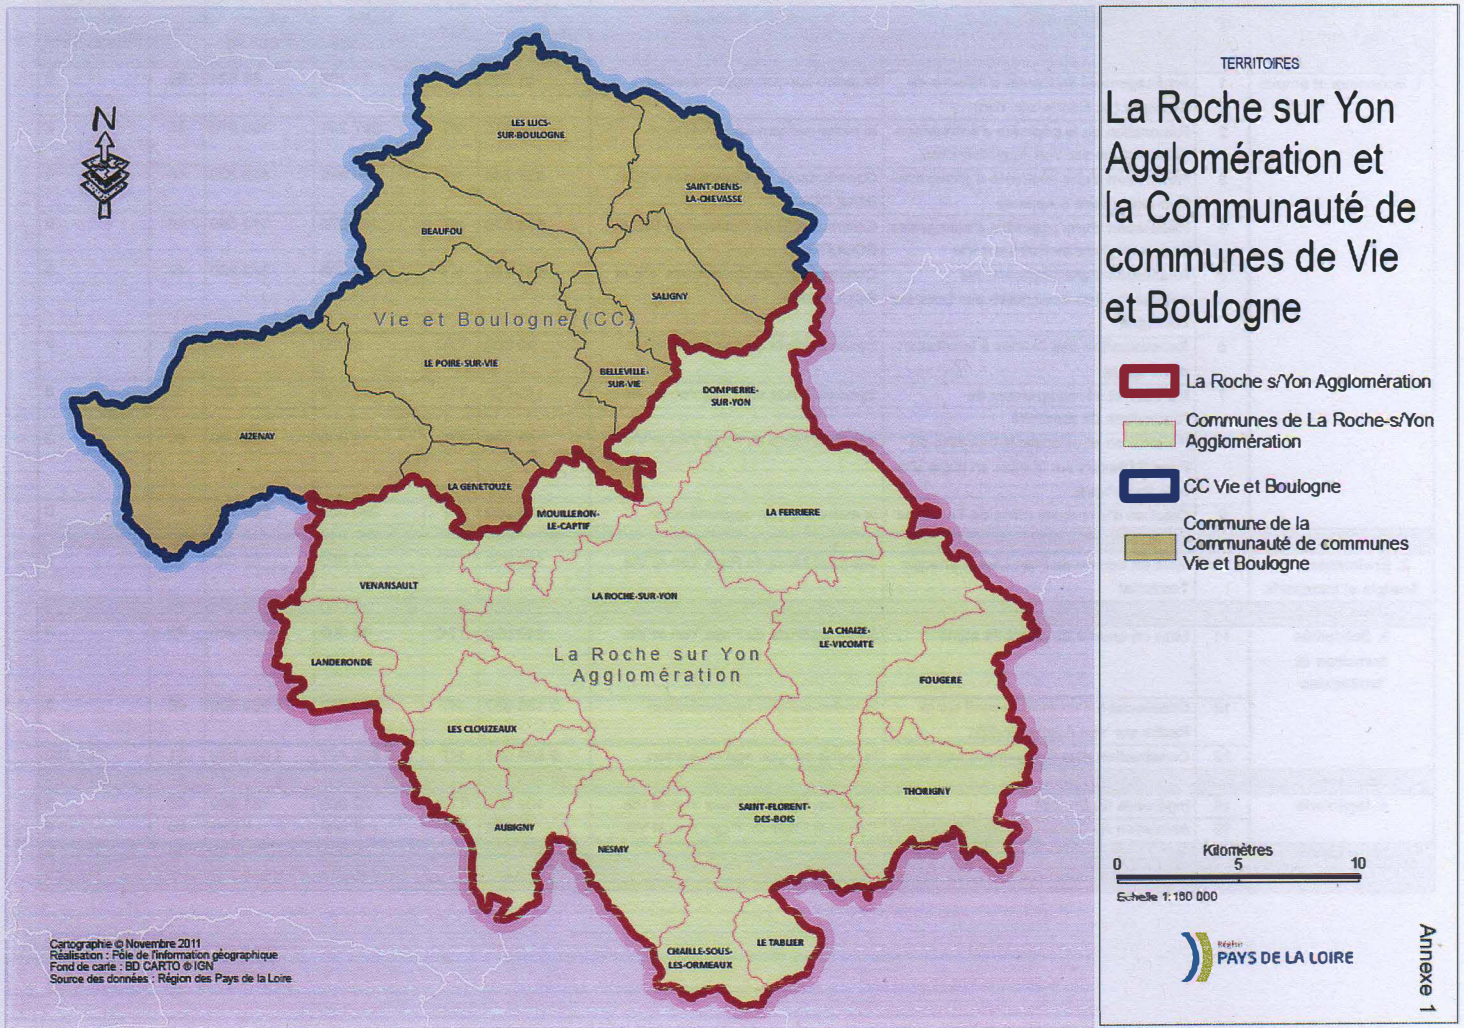 TERRITOIRES
La Roche sur Yon
Agglomération et
la Communauté de
communes de Vie
et Boulogne
La Roche s/Yon Agglomération
Communes de La Roche-s/Yon
Agglomération
CC Vie et Boulogne
Commune de la
Communauté de communes
Vie et Boulogne
Kilomètres
0 5 10
Echelle 1:160 000
Région
PAYS DE LA LOIRE
Annexe 1
N
LES LUCS-
SUR-BOULOGNE
SAINT-DENIS-
LA-CHEVASSE
BEAUFOU
SALIGNY
Vie et Boulogne (CC)
LE POIRE-SUR-VIE
BELLEVILLE-
SUR-VIE
DOMPIERRE-
SUR-YON
AIZENAY
LA GENETOUZE
MOUILLERON-
LE-CAPTIF
LA FERRIERE
VENANSAULT
LA ROCHE-SUR-YON
LA CHAIZE-
LE-VICOMTE
LANDERONDE
La Roche sur Yon
Agglomération
FOUGERE
LES CLOUZEAUX
THORIGNY
SAINT-FLORENT-
DES-BOIS
AUBIGNY
NESMY
LE TABLIER
CHAILLE-SOUS-
LES-ORMEAUX
Cartographie © Novembre 2011
Réalisation : Pôle de l'information géographique
Fond de carte : BD CARTO ® IGN
Source des données : Région des Pays de la Loire